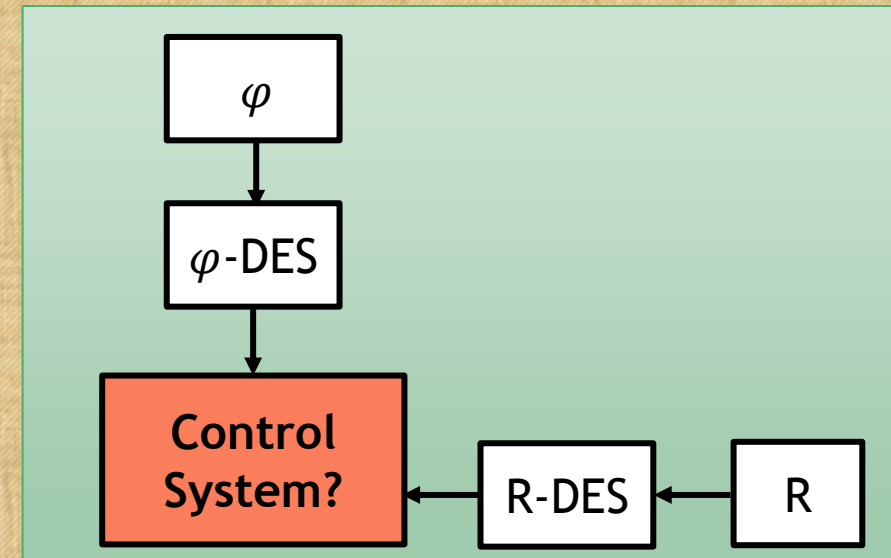 𝜑
𝜑-DES
Control
System?
R-DES
R